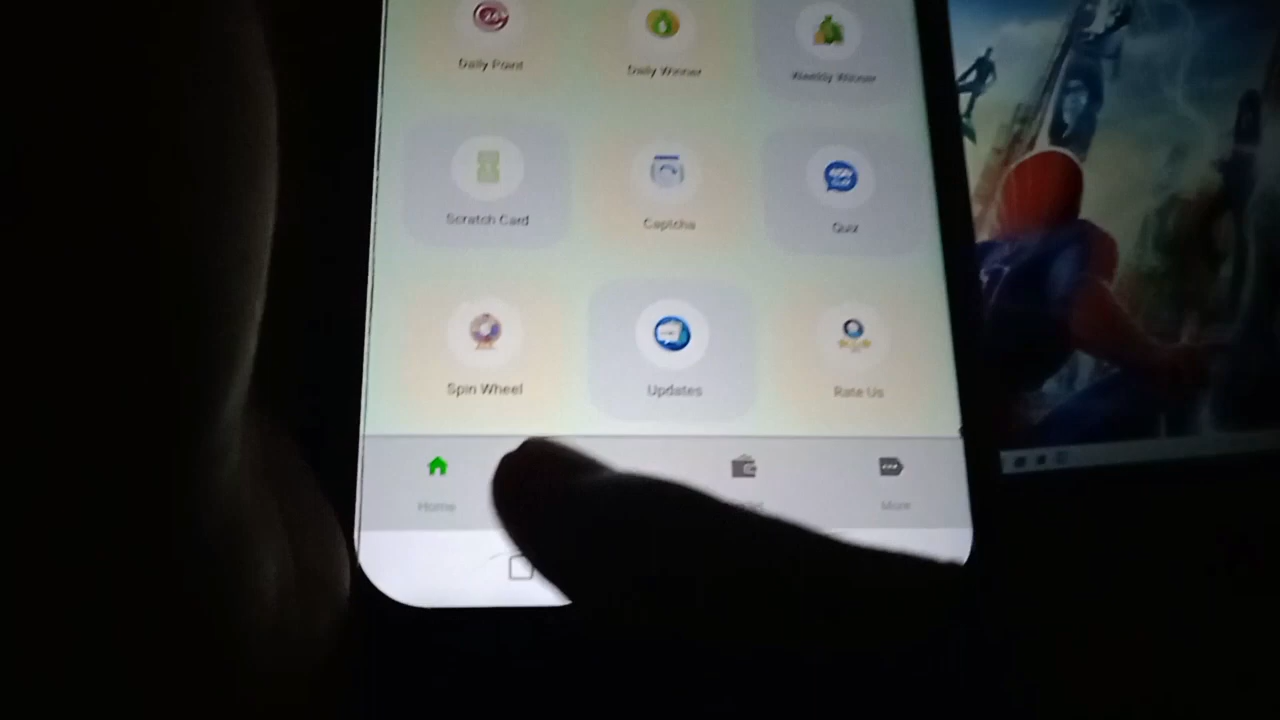 Daily Point
Daily Winner
Weekly Winner
Scratch Card
Captcha
Quiz
Spin Wheel
Updates
Rate Us
Home
More